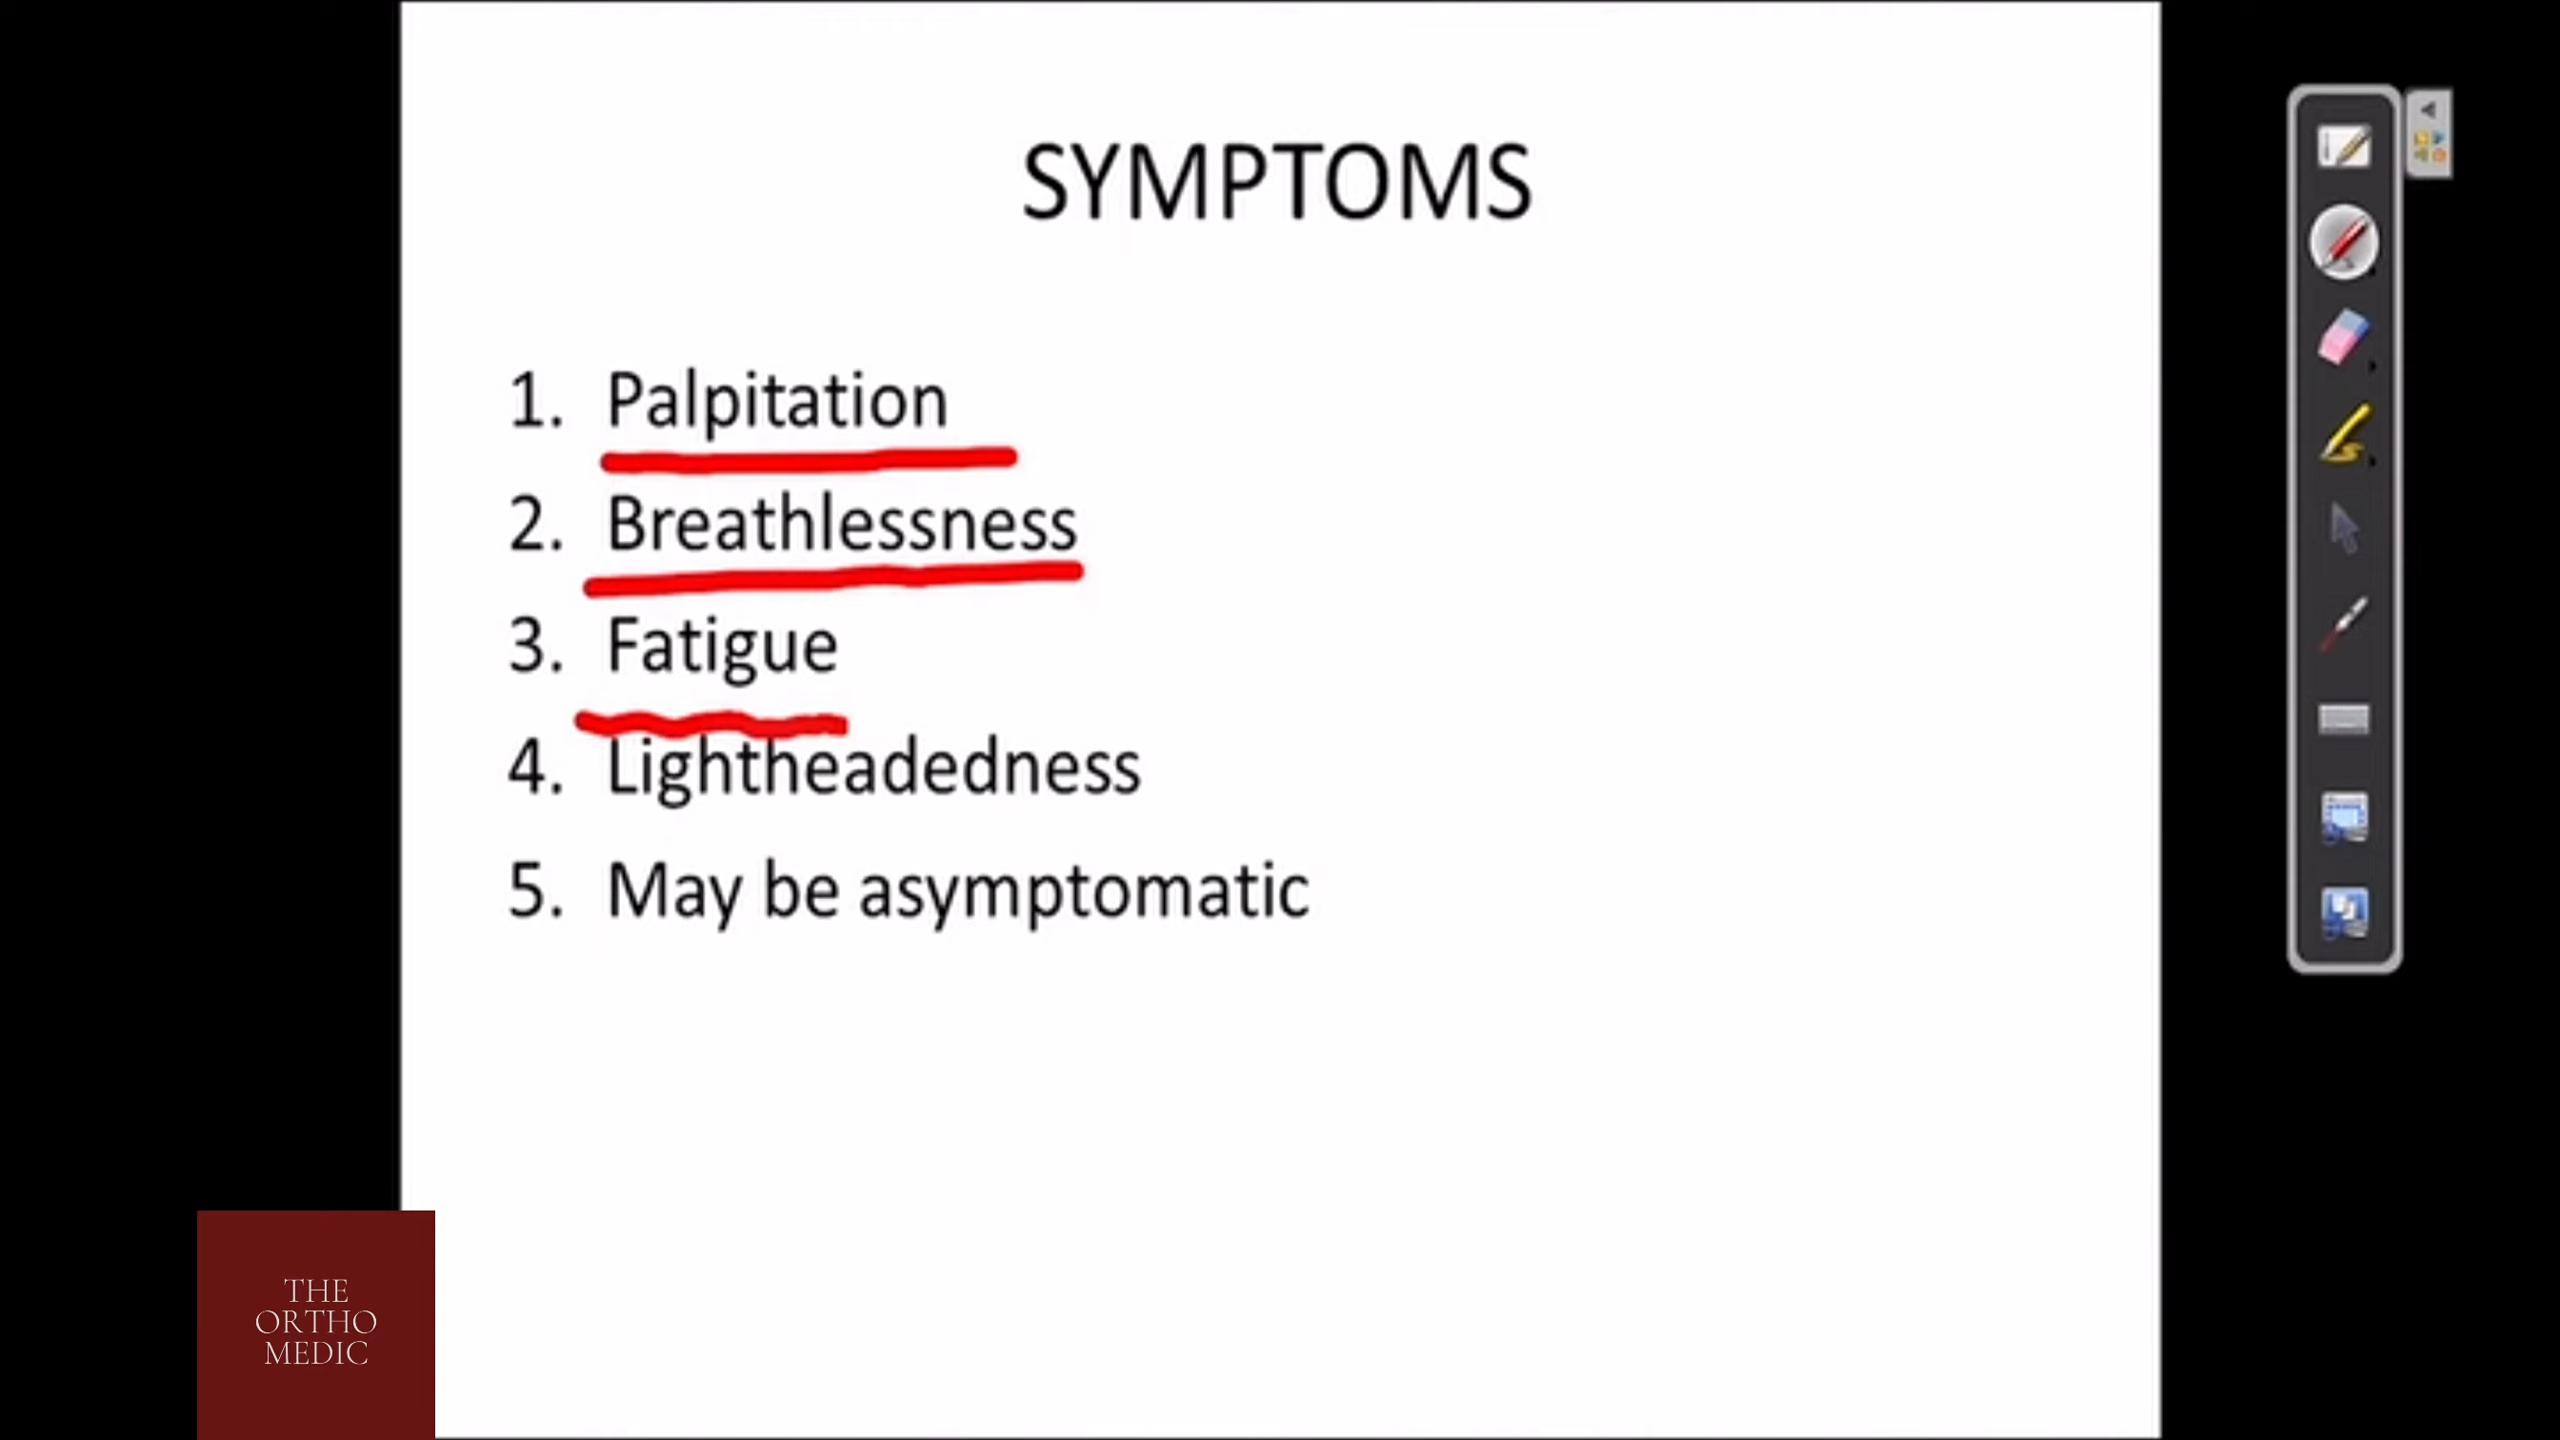 SYMPTOMS
1. Palpitation
2. Breathlessness
3. Fatigue
4. Lightheadedness
5. May be asymptomatic
THE
ORTHO
MEDIC